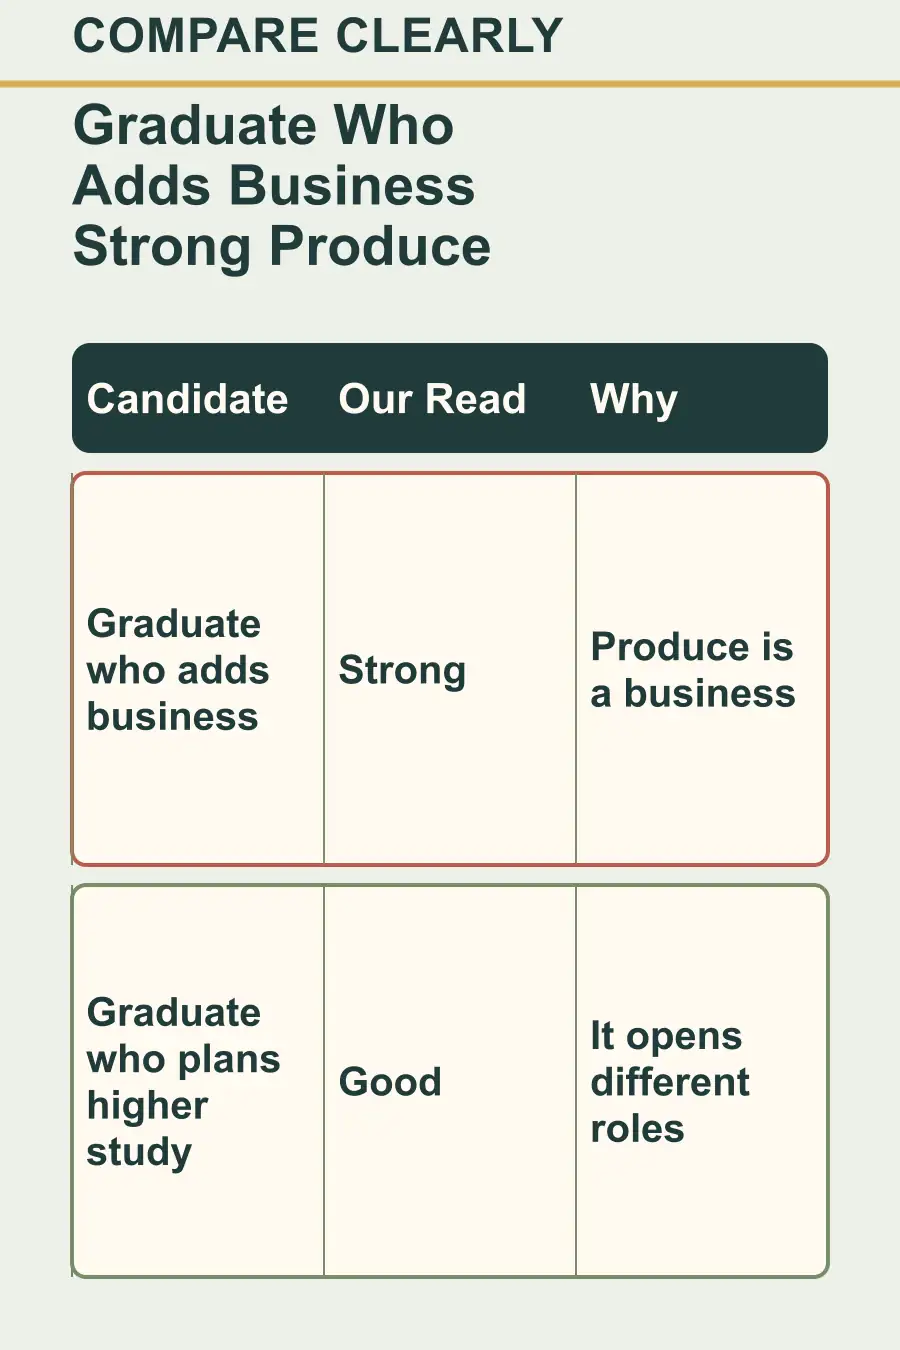 COMPARE CLEARLY
Graduate Who
Adds Business
Strong Produce
Candidate Our Read Why
Graduate
who adds
business
Strong
Produce is
a business
Graduate
who plans
higher
study
Good
It opens
different
roles